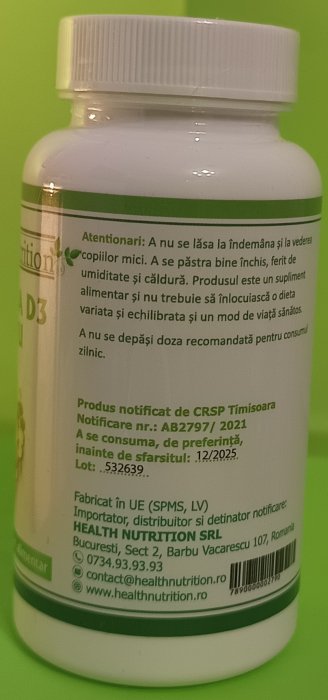 D3
Atentionari: A nu se lăsa la îndemâna și la vederea
copiilor mici. A se păstra bine închis, ferit de
umiditate și căldură. Produsul este un supliment
alimentar și nu trebuie să înlocuiască o dieta
variata și echilibrata și un mod de viață sănătos.
A nu se depăși doza recomandată pentru consumul
zilnic.
Produs notificat de CRSP Timisoara
Notificare nr.: AB2797/ 2021
A se consuma, de preferință,
inainte de sfarsitul: 12/2025
Lot: 532639
Fabricat în UE (SPMS, LV)
Importator, distribuitor si detinator notificare:
HEALTH NUTRITION SRL
Bucuresti, Sect 2, Barbu Vacarescu 107, Romania
0734.93.93.93
contact@healthnutrition.ro
www.healthnutrition.ro